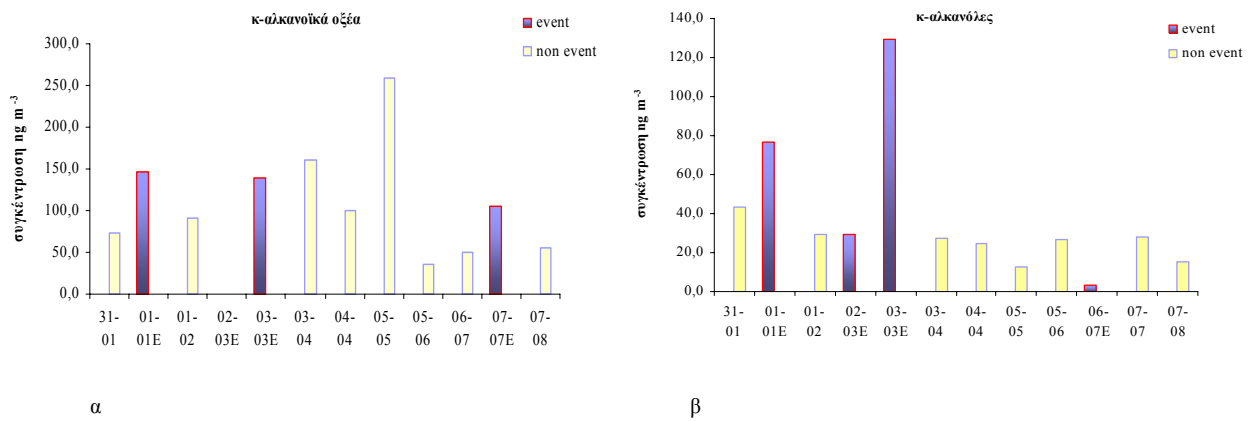 κ-αλκανοϊκά οξέα
event
non event
συγκέντρωση ng m⁻³
300,0
250,0
200,0
150,0
100,0
50,0
0,0
31-01
01-01E
01-02
02-03E
03-03E
03-04
04-04
05-05
05-06
06-07
07-07E
07-08
α
κ-αλκανόλες
event
non event
συγκέντρωση ng m⁻³
140,0
120,0
100,0
80,0
60,0
40,0
20,0
0,0
31-01
01-01E
01-02
02-03E
03-03E
03-04
04-04
05-05
05-06
06-07E
07-07
07-08
β